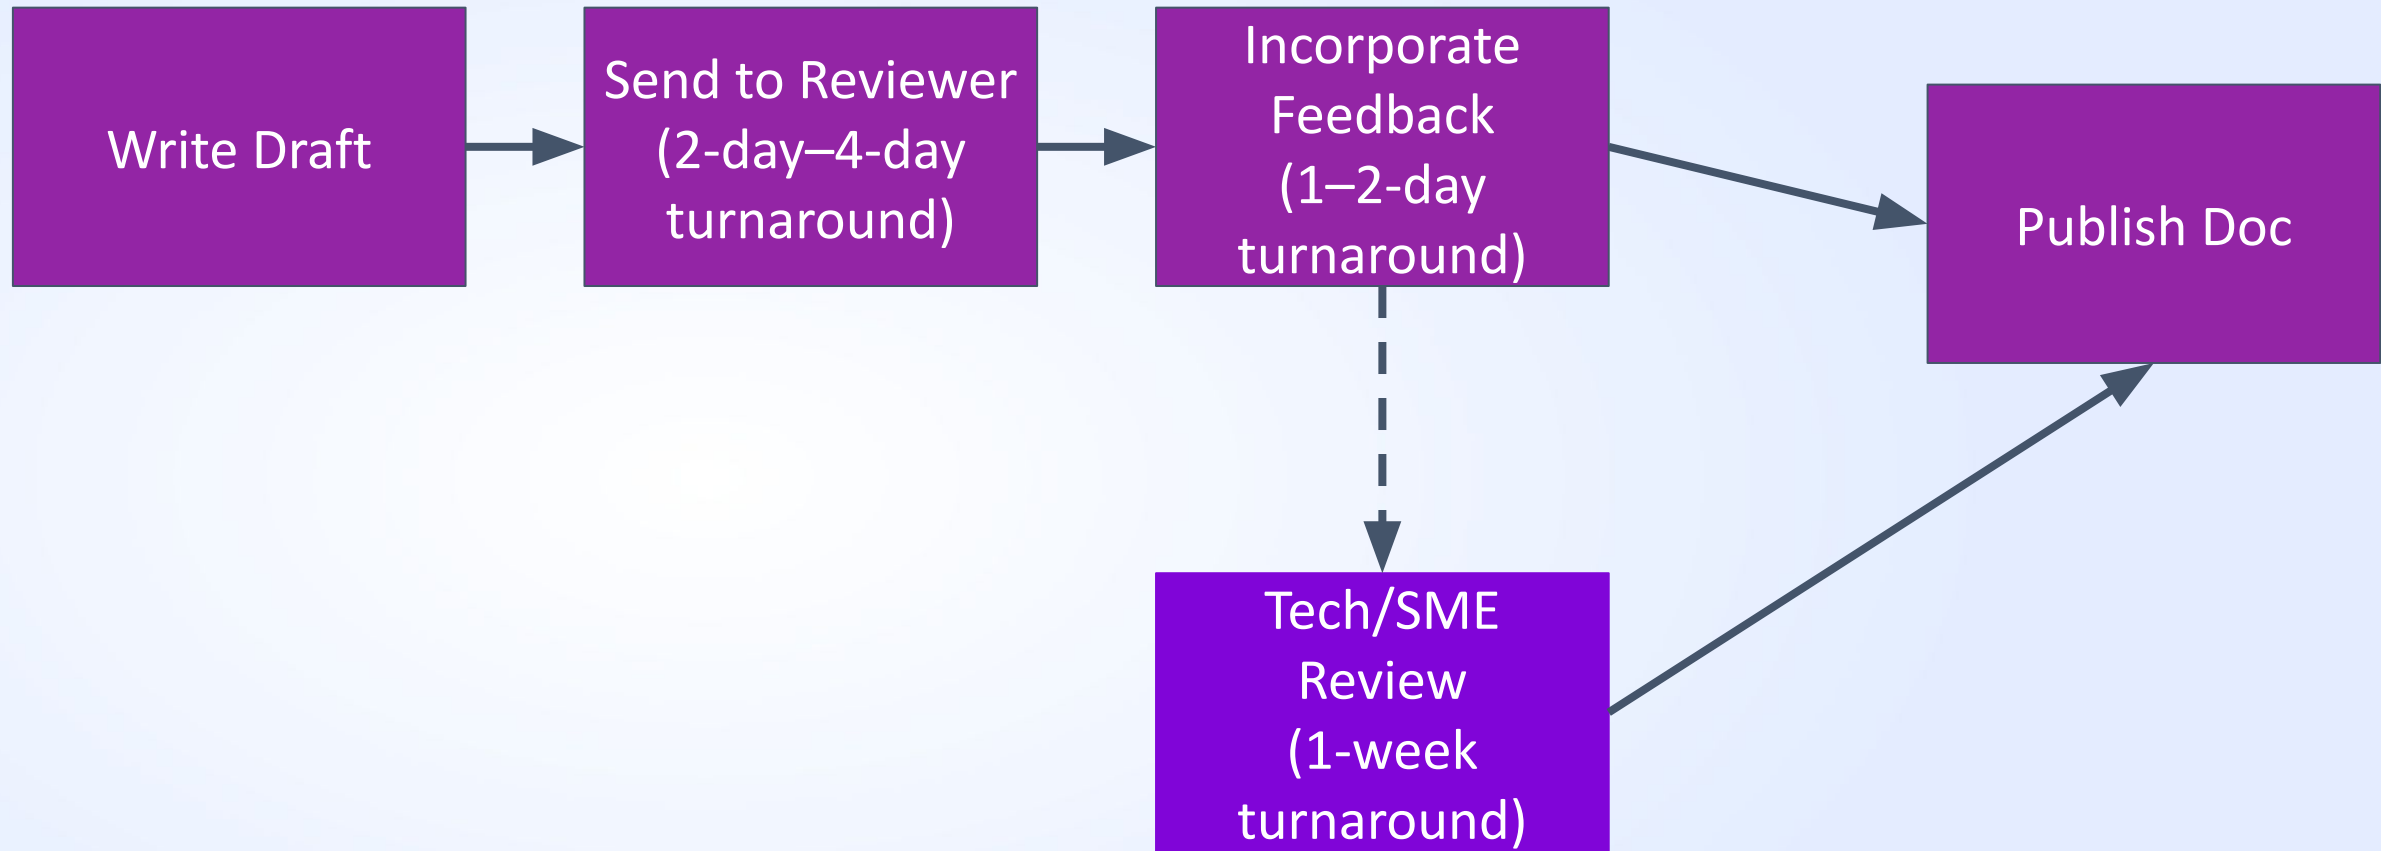 Write Draft
Send to Reviewer
(2-day–4-day
turnaround)
Incorporate
Feedback
(1–2-day
turnaround)
Publish Doc
Tech/SME
Review
(1-week
turnaround)